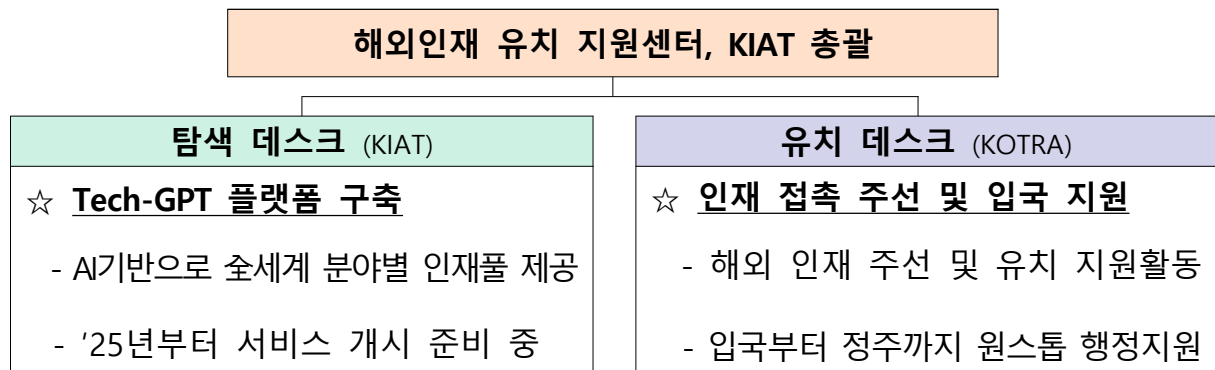 해외인재 유치 지원센터, KIAT 총괄
탐색 데스크 (KIAT)
☆ Tech-GPT 플랫폼 구축
- AI기반으로 全세계 분야별 인재풀 제공
- '25년부터 서비스 개시 준비 중
유치 데스크 (KOTRA)
☆ 인재 접촉 주선 및 입국 지원
- 해외 인재 주선 및 유치 지원활동
- 입국부터 정주까지 원스톱 행정지원